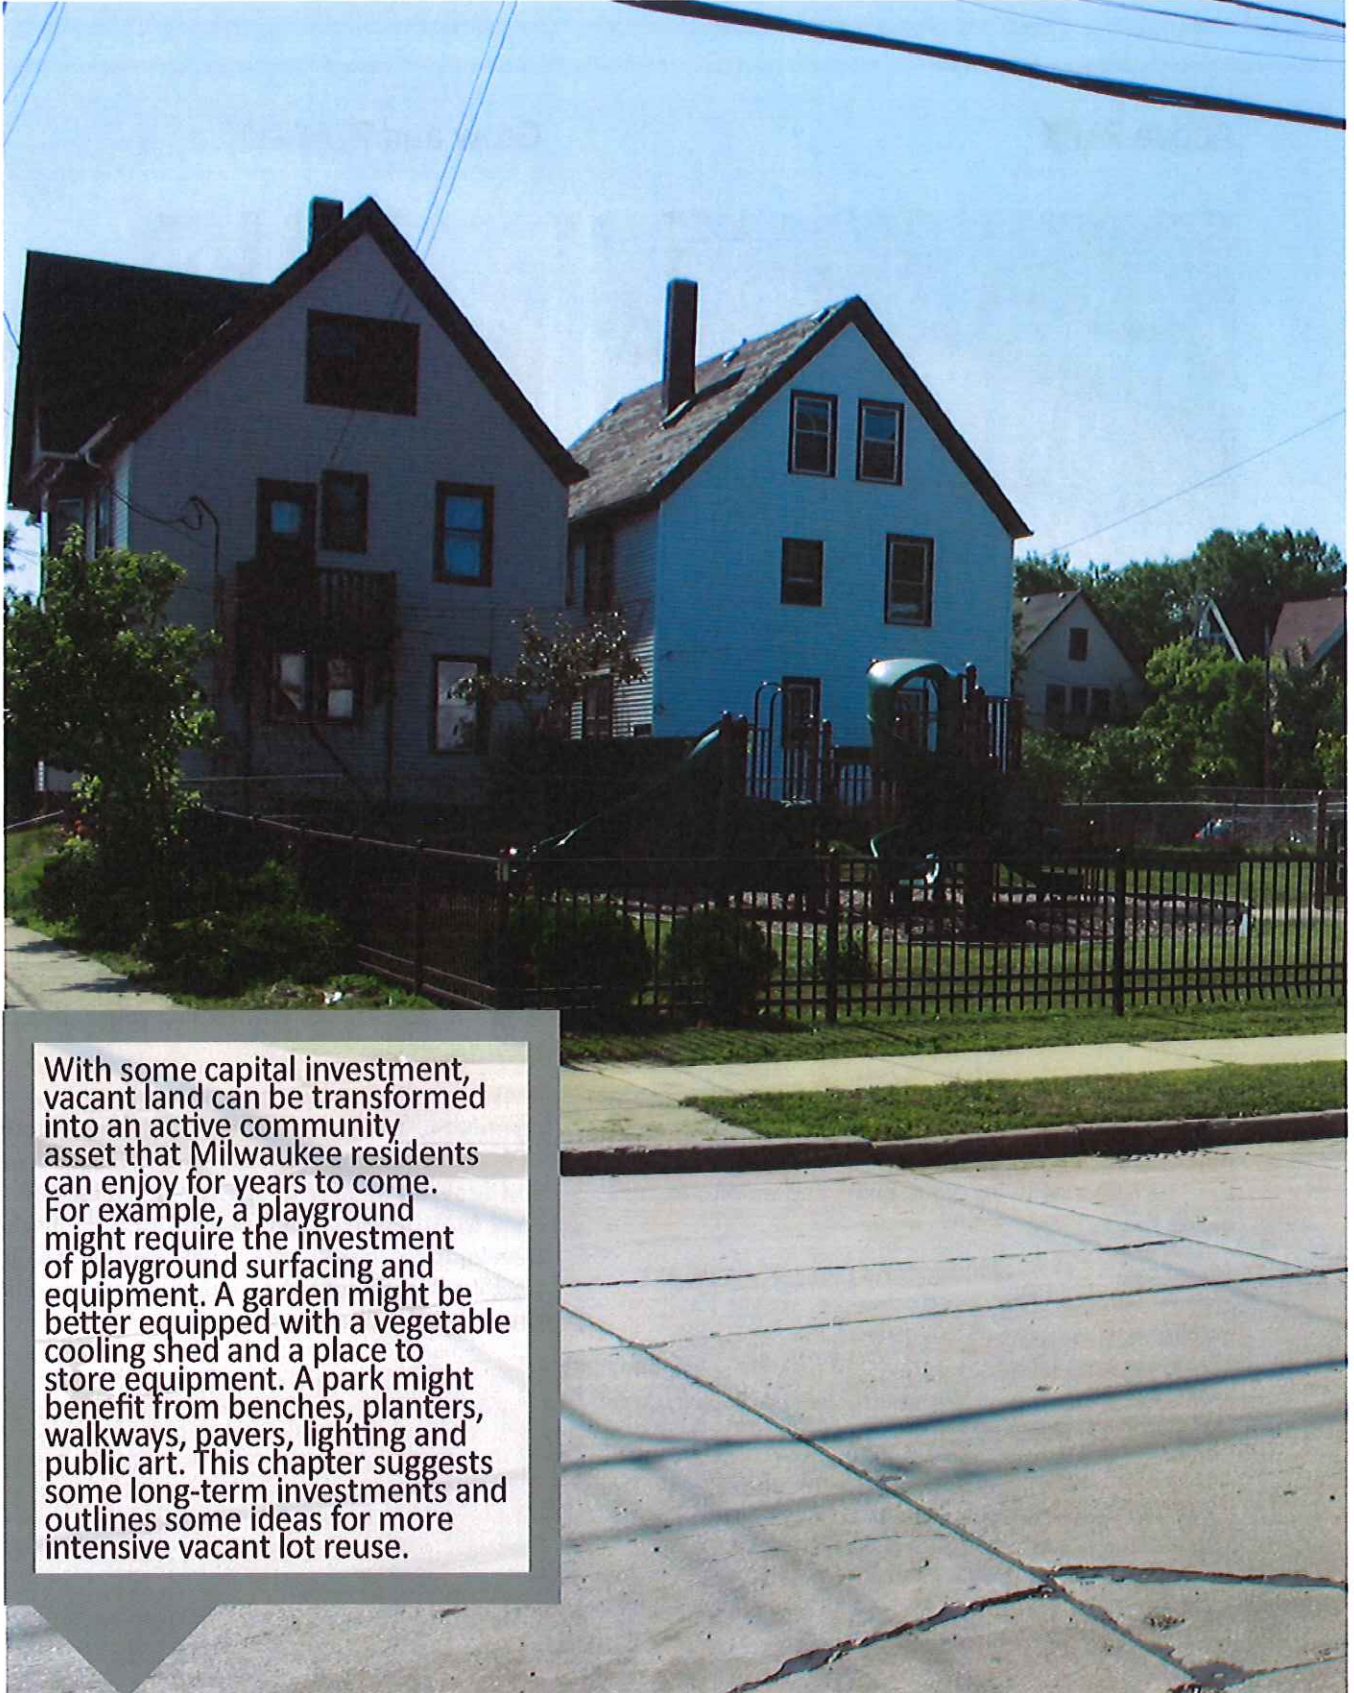 With some capital investment,
vacant land can be transformed
into an active community
asset that Milwaukee residents
can enjoy for years to come.
For example, a playground
might require the investment
of playground surfacing and
equipment. A garden might be
better equipped with a vegetable
cooling shed and a place to
store equipment. A park might
benefit from benches, planters,
walkways, pavers, lighting and
public art. This chapter suggests
some long-term investments and
outlines some ideas for more
intensive vacant lot reuse.